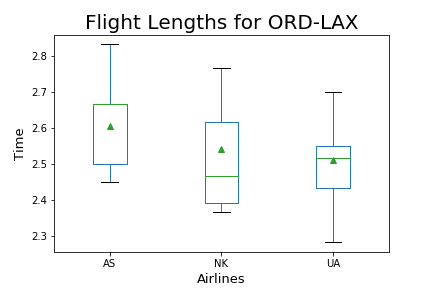 Flight Lengths for ORD-LAX
Time
2.8
2.7
2.6
2.5
2.4
2.3
AS NK UA
Airlines